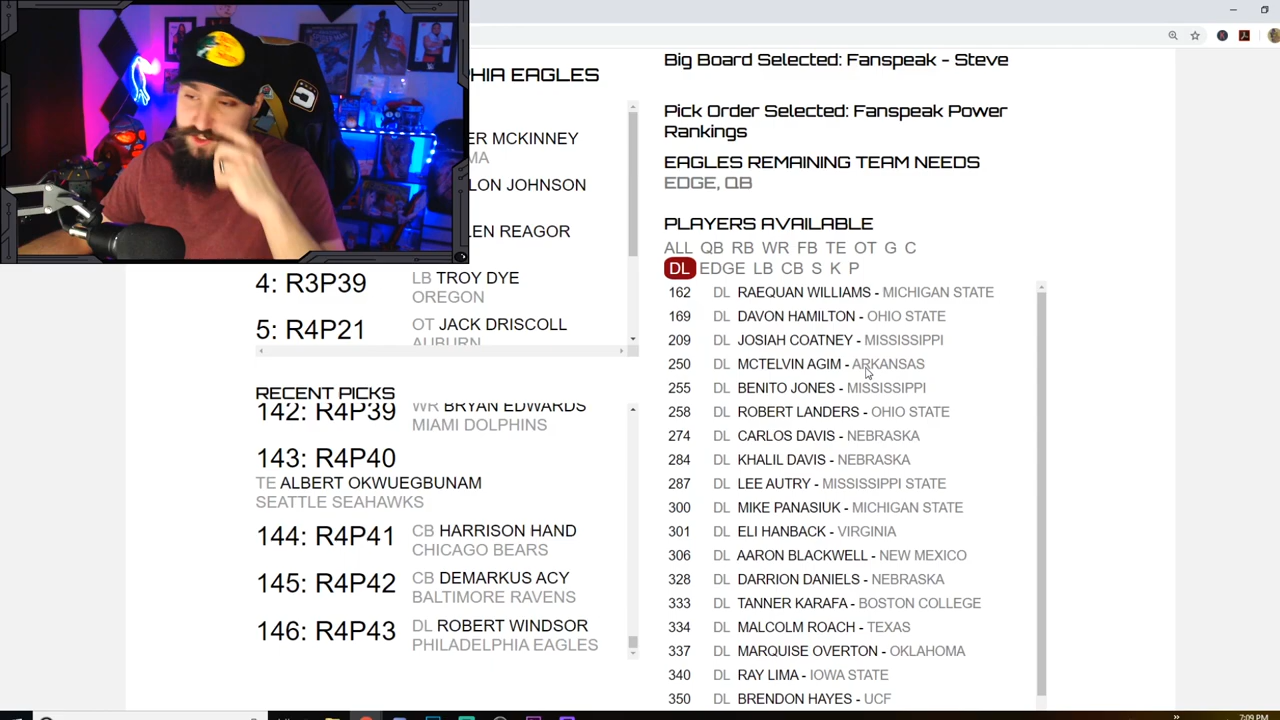 HIA EAGLES
ER MCKINNEY
MA
LON JOHNSON
LEN REAGOR
4: R3P39
LB TROY DYE
OREGON
5: R4P21
OT JACK DRISCOLL
AUBURN
RECENT PICKS
142: R4P39
WR BRYAN EDWARDS
MIAMI DOLPHINS
143: R4P40
TE ALBERT OKWUEGBUNAM
SEATTLE SEAHAWKS
144: R4P41
CB HARRISON HAND
CHICAGO BEARS
145: R4P42
CB DEMARKUS ACY
BALTIMORE RAVENS
146: R4P43
DL ROBERT WINDSOR
PHILADELPHIA EAGLES
Big Board Selected: Fanspeak - Steve
Pick Order Selected: Fanspeak Power
Rankings
EAGLES REMAINING TEAM NEEDS
EDGE, QB
PLAYERS AVAILABLE
ALL QB RB WR FB TE OT G C
DL EDGE LB CB S K P
162 DL RAEQUAN WILLIAMS - MICHIGAN STATE
169 DL DAVON HAMILTON - OHIO STATE
209 DL JOSIAH COATNEY - MISSISSIPPI
250 DL MCTELVIN AGIM - ARKANSAS
255 DL BENITO JONES - MISSISSIPPI
258 DL ROBERT LANDERS - OHIO STATE
274 DL CARLOS DAVIS - NEBRASKA
284 DL KHALIL DAVIS - NEBRASKA
287 DL LEE AUTRY - MISSISSIPPI STATE
300 DL MIKE PANASIUK - MICHIGAN STATE
301 DL ELI HANBACK - VIRGINIA
306 DL AARON BLACKWELL - NEW MEXICO
328 DL DARRION DANIELS - NEBRASKA
333 DL TANNER KARAFA - BOSTON COLLEGE
334 DL MALCOLM ROACH - TEXAS
337 DL MARQUISE OVERTON - OKLAHOMA
340 DL RAY LIMA - IOWA STATE
350 DL BRENDON HAYES - UCF
7:09 PM